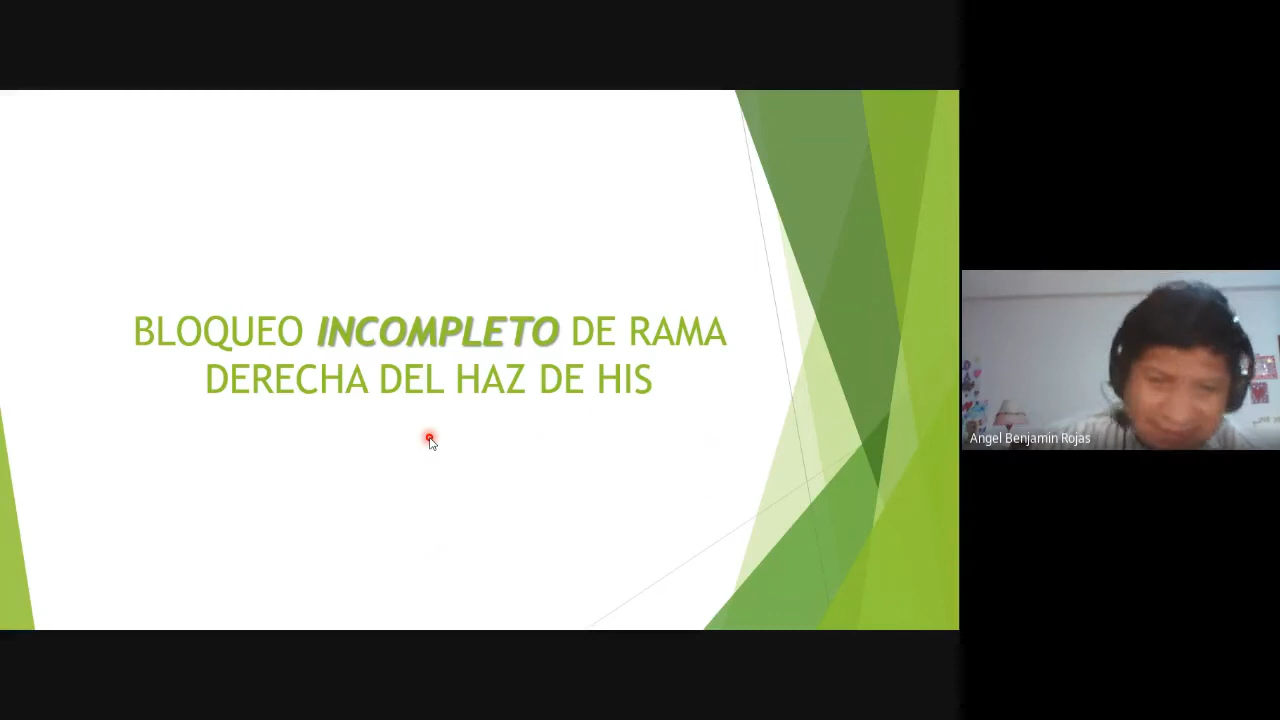 BLOQUEO INCOMPLETO DE RAMA
DERECHA DEL HAZ DE HIS
Angel Benjamin Rojas